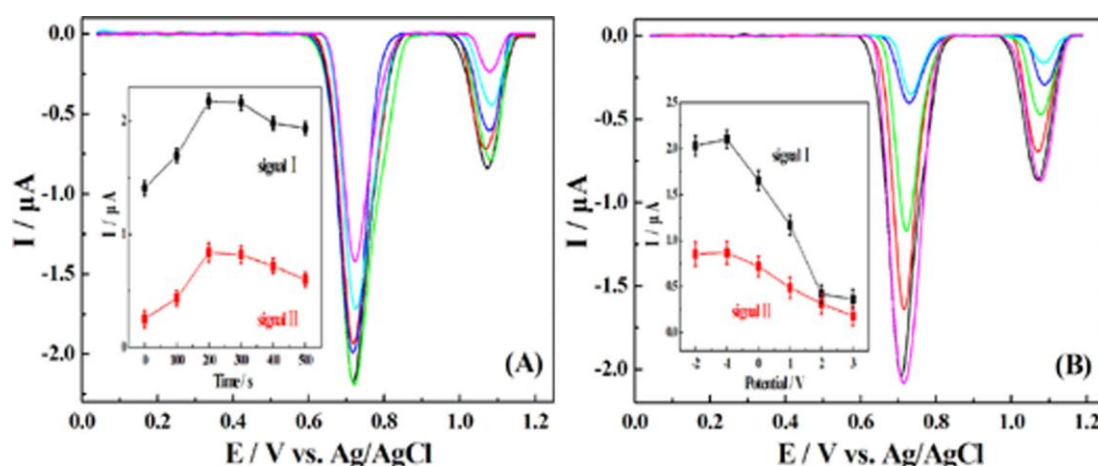 0.0
-0.5
-1.0
-1.5
-2.0
I / μA
0.0 0.2 0.4 0.6 0.8 1.0 1.2
E / V vs. Ag/AgCl
(A)
2
1
0
I / μ A
0 10 20 30 40 50
Time / s
signal I
signal II
0.0
-0.5
-1.0
-1.5
-2.0
I / μA
0.0 0.2 0.4 0.6 0.8 1.0 1.2
E / V vs. Ag/AgCl
(B)
2.5
2.0
1.5
1.0
0.5
0.0
I / μ A
-2 -1 0 1 2 3
Potential / V
signal I
signal II